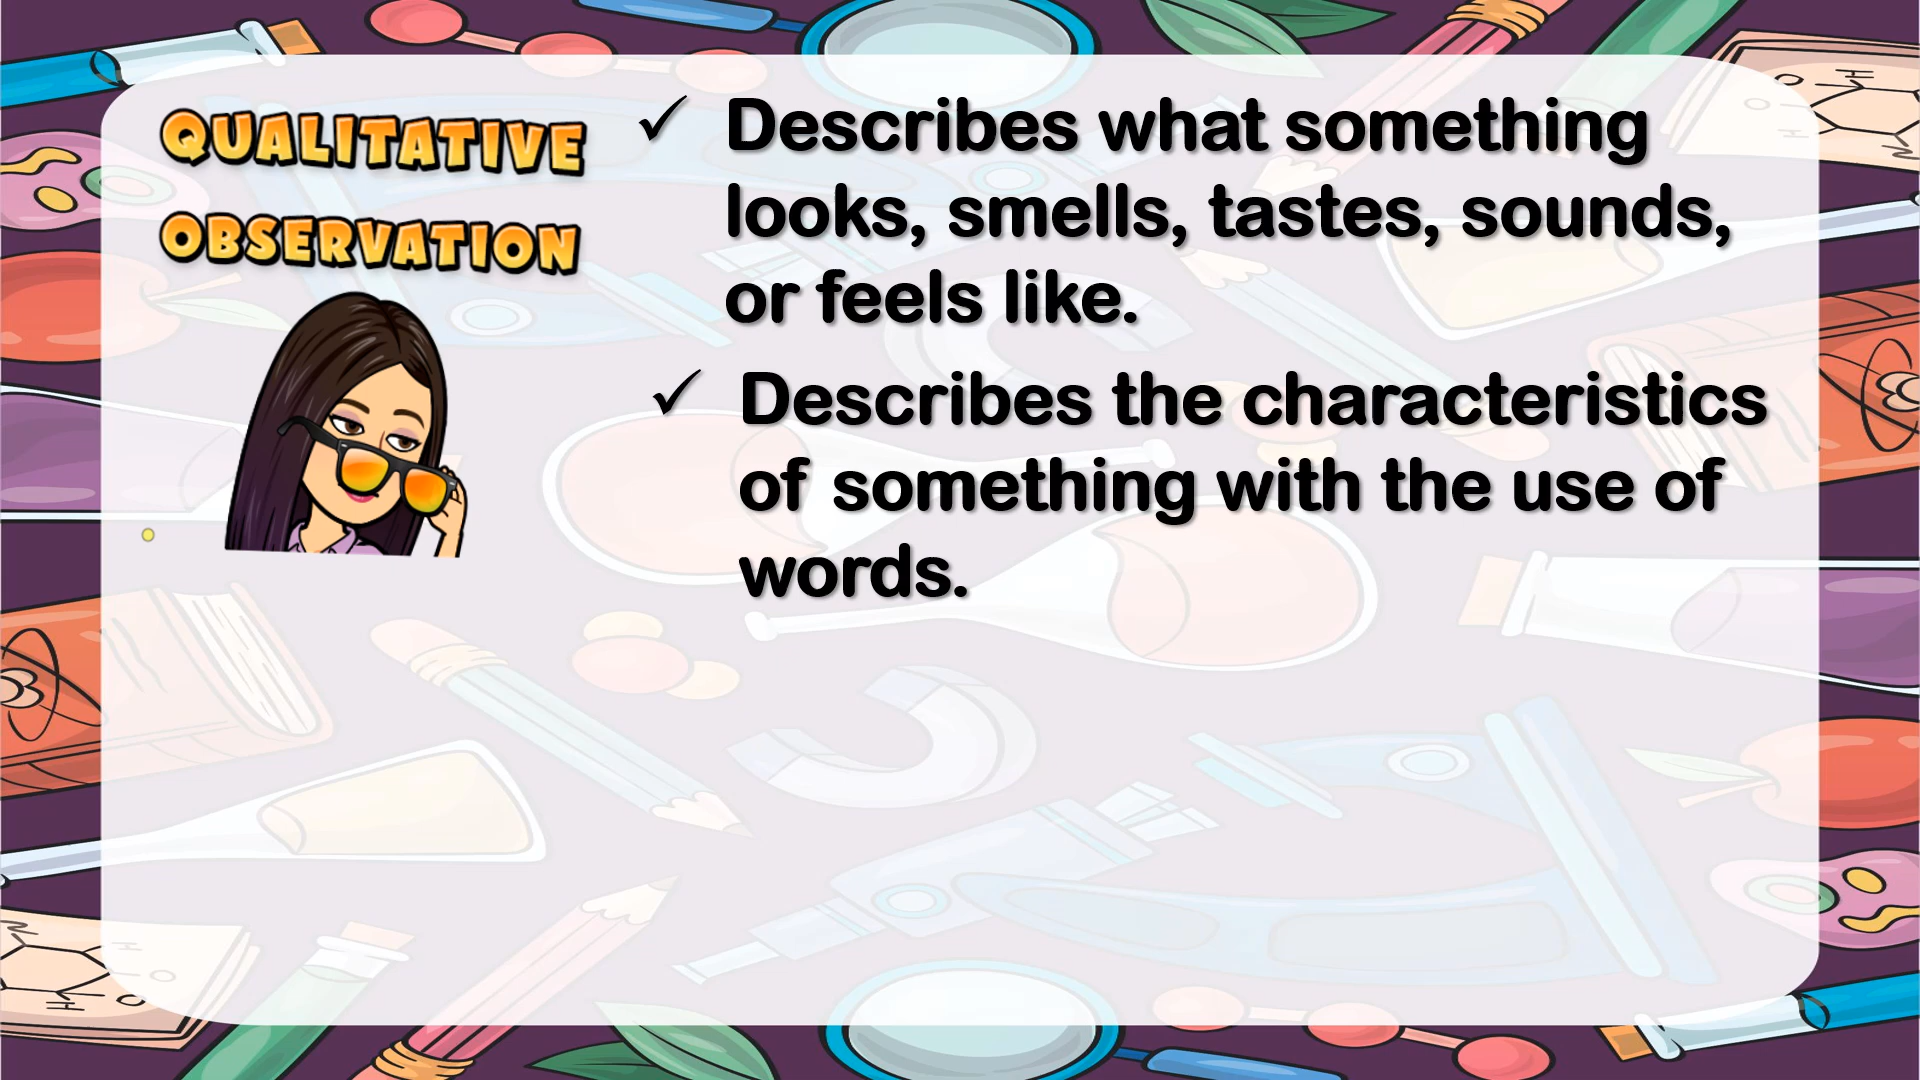 QUALITATIVE
OBSERVATION
✓ Describes what something
looks, smells, tastes, sounds,
or feels like.
✓ Describes the characteristics
of something with the use of
words.